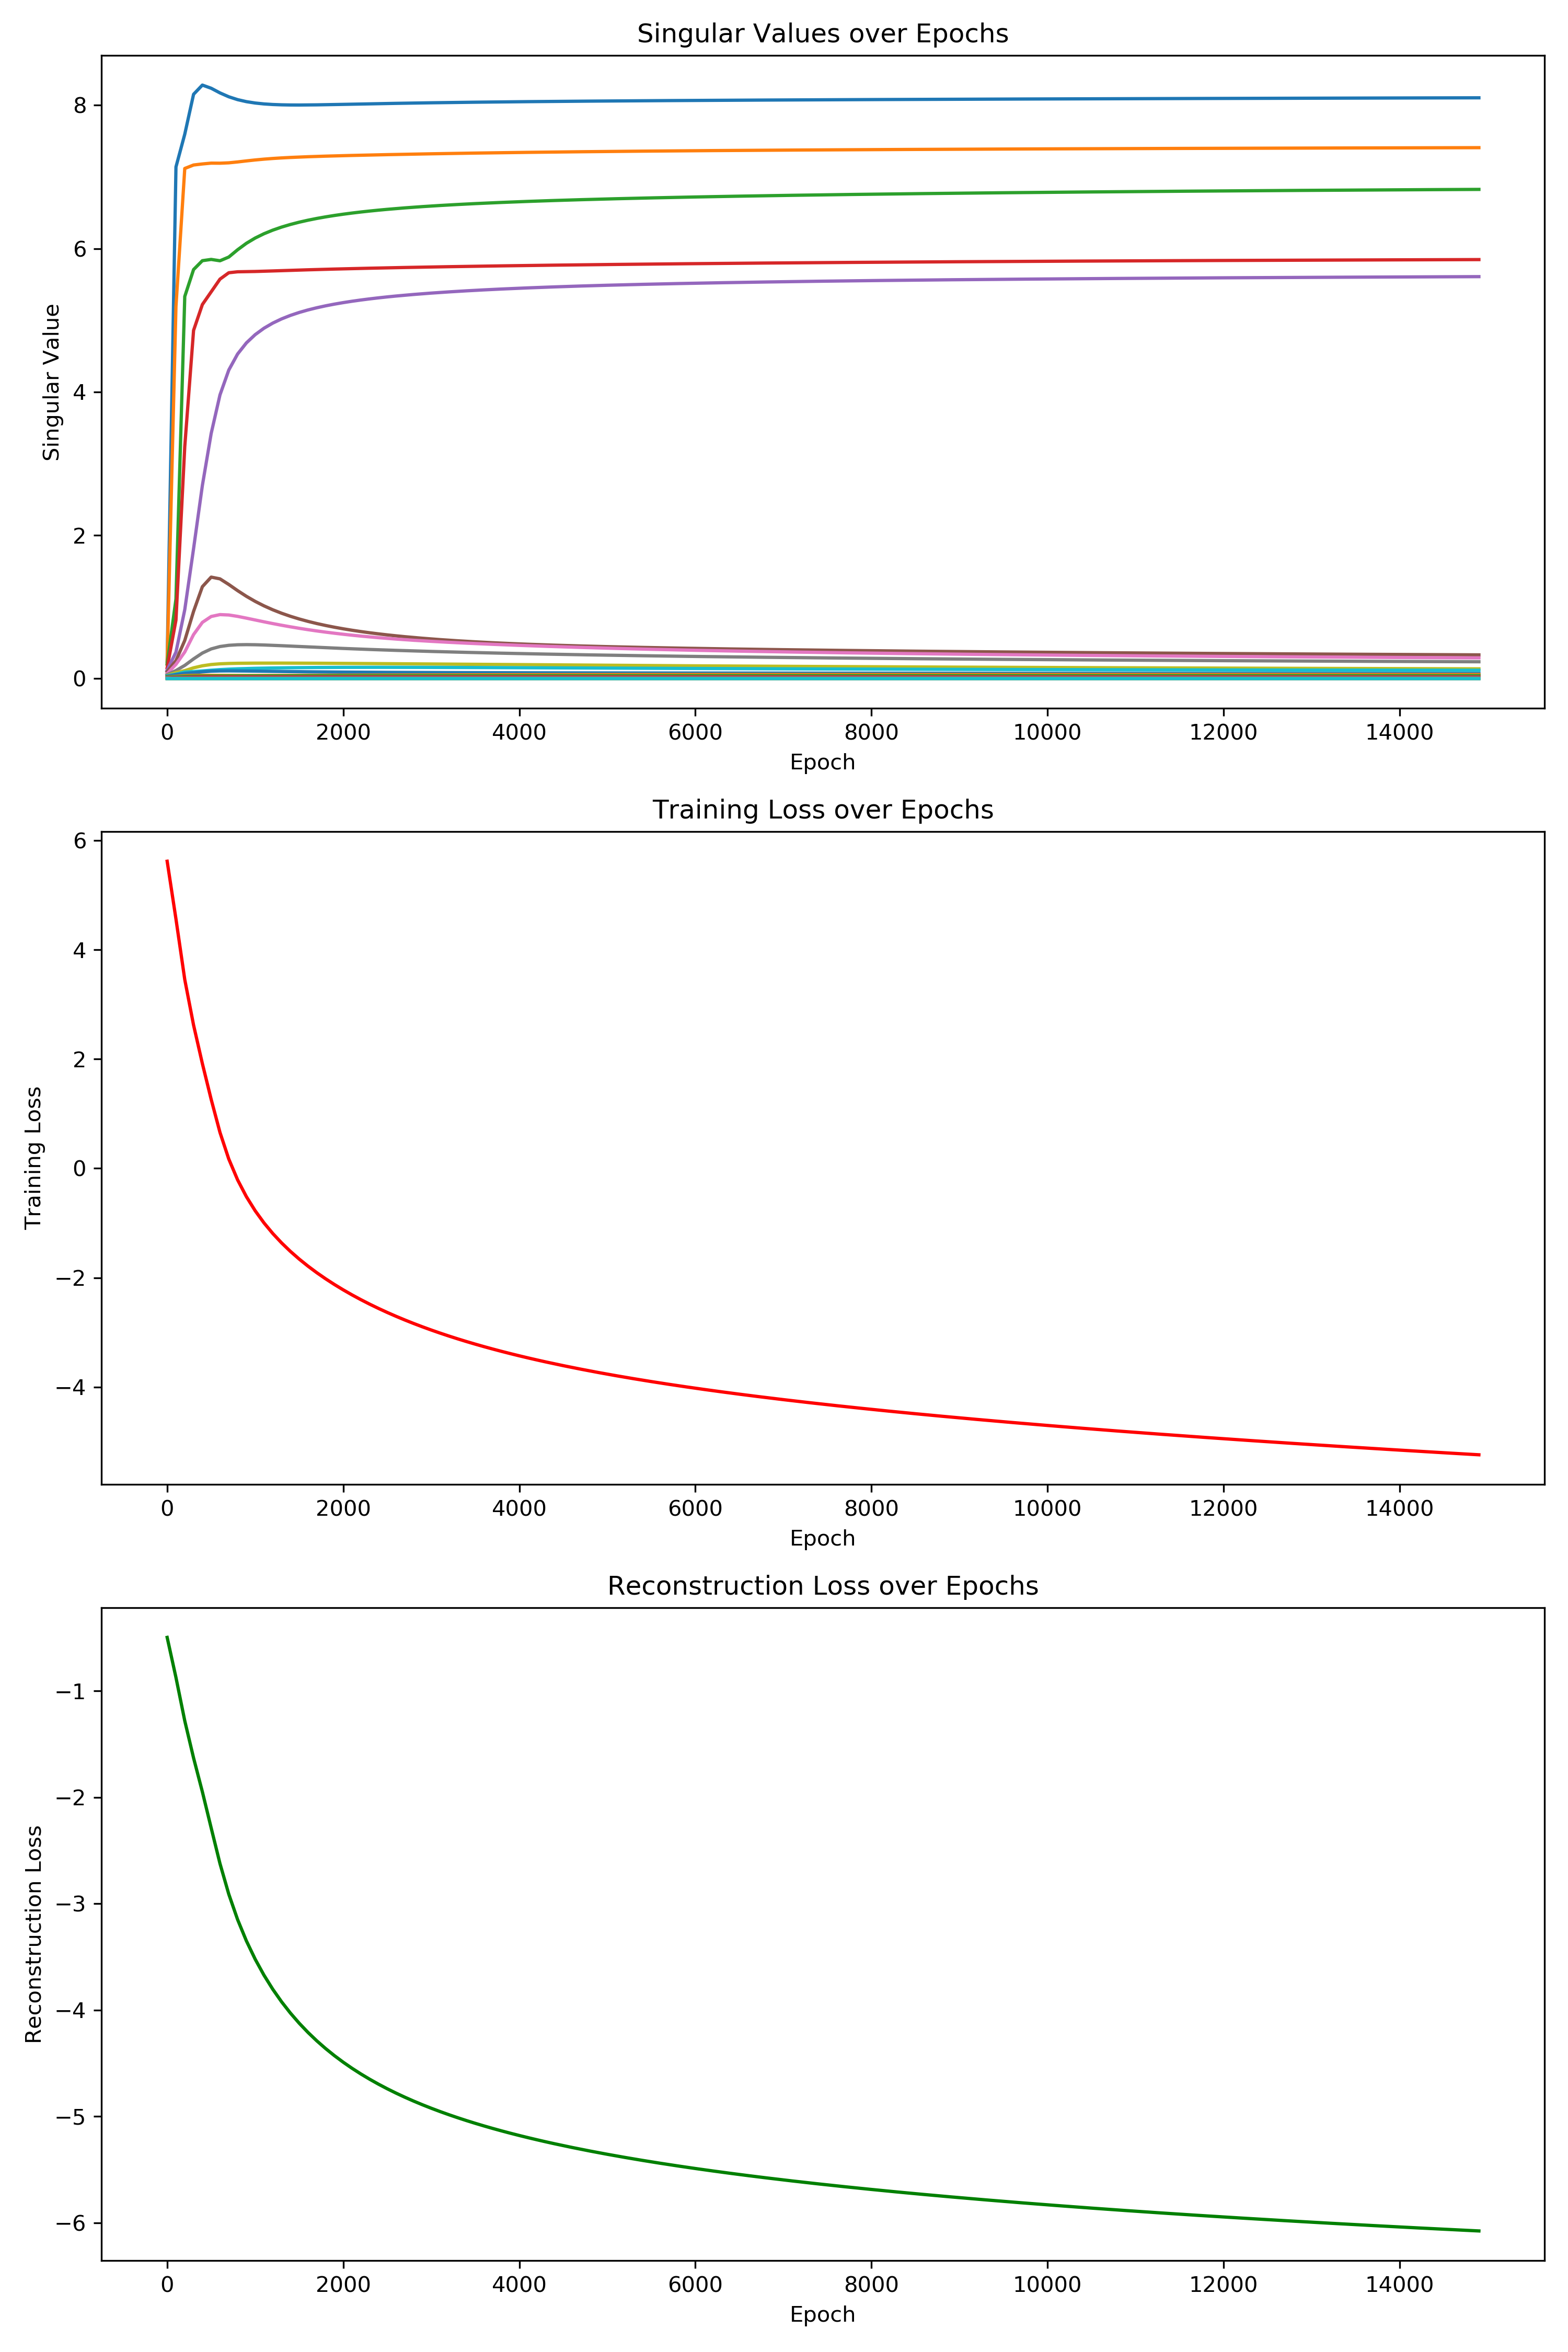 Singular Values over Epochs
Singular Value
8
6
4
2
0
0 2000 4000 6000 8000 10000 12000 14000
Epoch
Training Loss over Epochs
Training Loss
6
4
2
0
−2
−4
0 2000 4000 6000 8000 10000 12000 14000
Epoch
Reconstruction Loss over Epochs
Reconstruction Loss
−1
−2
−3
−4
−5
−6
0 2000 4000 6000 8000 10000 12000 14000
Epoch